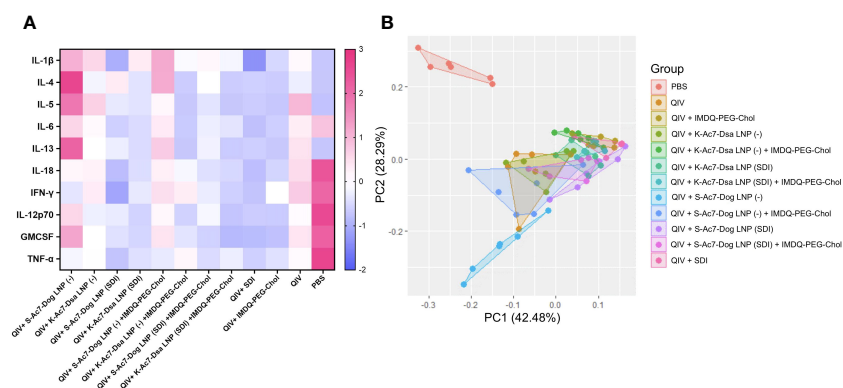 A
IL-1β
IL-4
IL-5
IL-6
IL-13
IL-18
IFN-γ
IL-12p70
GMCSF
TNF-α
QIV+ S-Ac7-Dog LNP (-)
QIV+ K-Ac7-Dsa LNP (-)
QIV+ S-Ac7-Dog LNP (SDI)
QIV+ K-Ac7-Dsa LNP (SDI)
QIV+ S-Ac7-Dog LNP (-) +IMDQ-PEG-Chol
QIV+ K-Ac7-Dsa LNP (-) +IMDQ-PEG-Chol
QIV+ S-Ac7-Dog LNP (SDI) +IMDQ-PEG-Chol
QIV+ K-Ac7-Dsa LNP (SDI) +IMDQ-PEG-Chol
QIV+ SDI
QIV+ IMDQ-PEG-Chol
QIV
PBS
3
2
1
0
-1
-2
B
PC2 (28.29%)
0.2
0.0
-0.2
-0.3
-0.2
-0.1
0.0
0.1
PC1 (42.48%)
Group
PBS
QIV
QIV + IMDQ-PEG-Chol
QIV + K-Ac7-Dsa LNP (-)
QIV + K-Ac7-Dsa LNP (-) + IMDQ-PEG-Chol
QIV + K-Ac7-Dsa LNP (SDI)
QIV + K-Ac7-Dsa LNP (SDI) + IMDQ-PEG-Chol
QIV + S-Ac7-Dog LNP (-)
QIV + S-Ac7-Dog LNP (-) + IMDQ-PEG-Chol
QIV + S-Ac7-Dog LNP (SDI)
QIV + S-Ac7-Dog LNP (SDI) + IMDQ-PEG-Chol
QIV + SDI